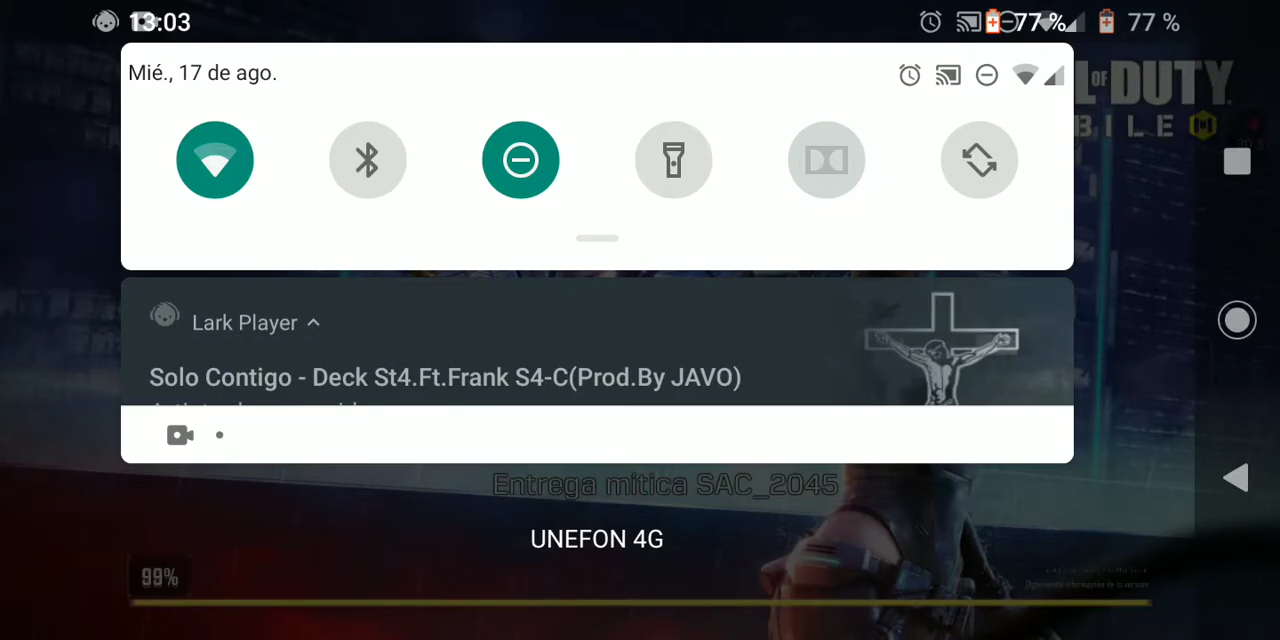 13:03
77 %
77 %
Mié., 17 de ago.
OF DUTY
BILE
Lark Player
Solo Contigo - Deck St4.Ft.Frank S4-C(Prod.By JAVO)
Entrega mítica SAC_2045
UNEFON 4G
99%